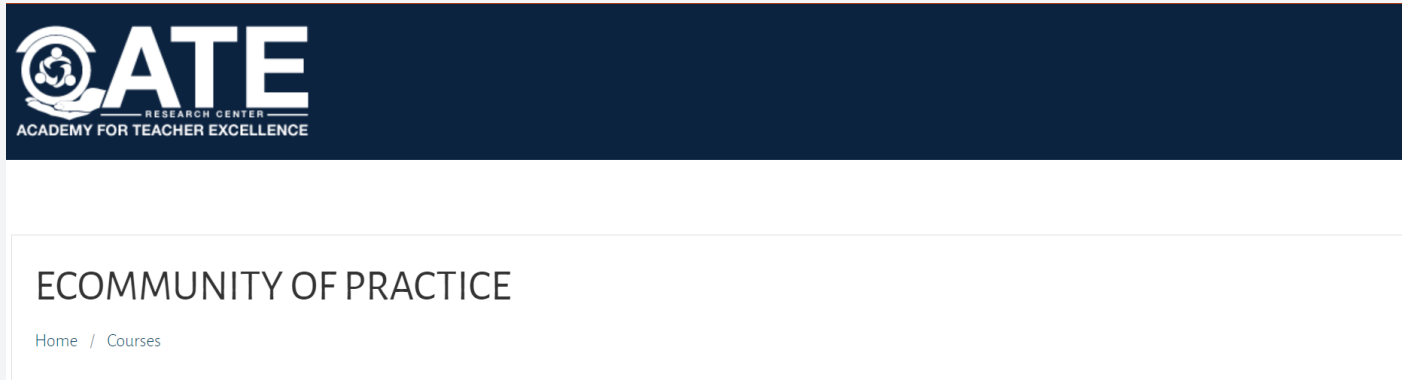 ATE
RESEARCH CENTER
ACADEMY FOR TEACHER EXCELLENCE
ECOMMUNITY OF PRACTICE
Home / Courses